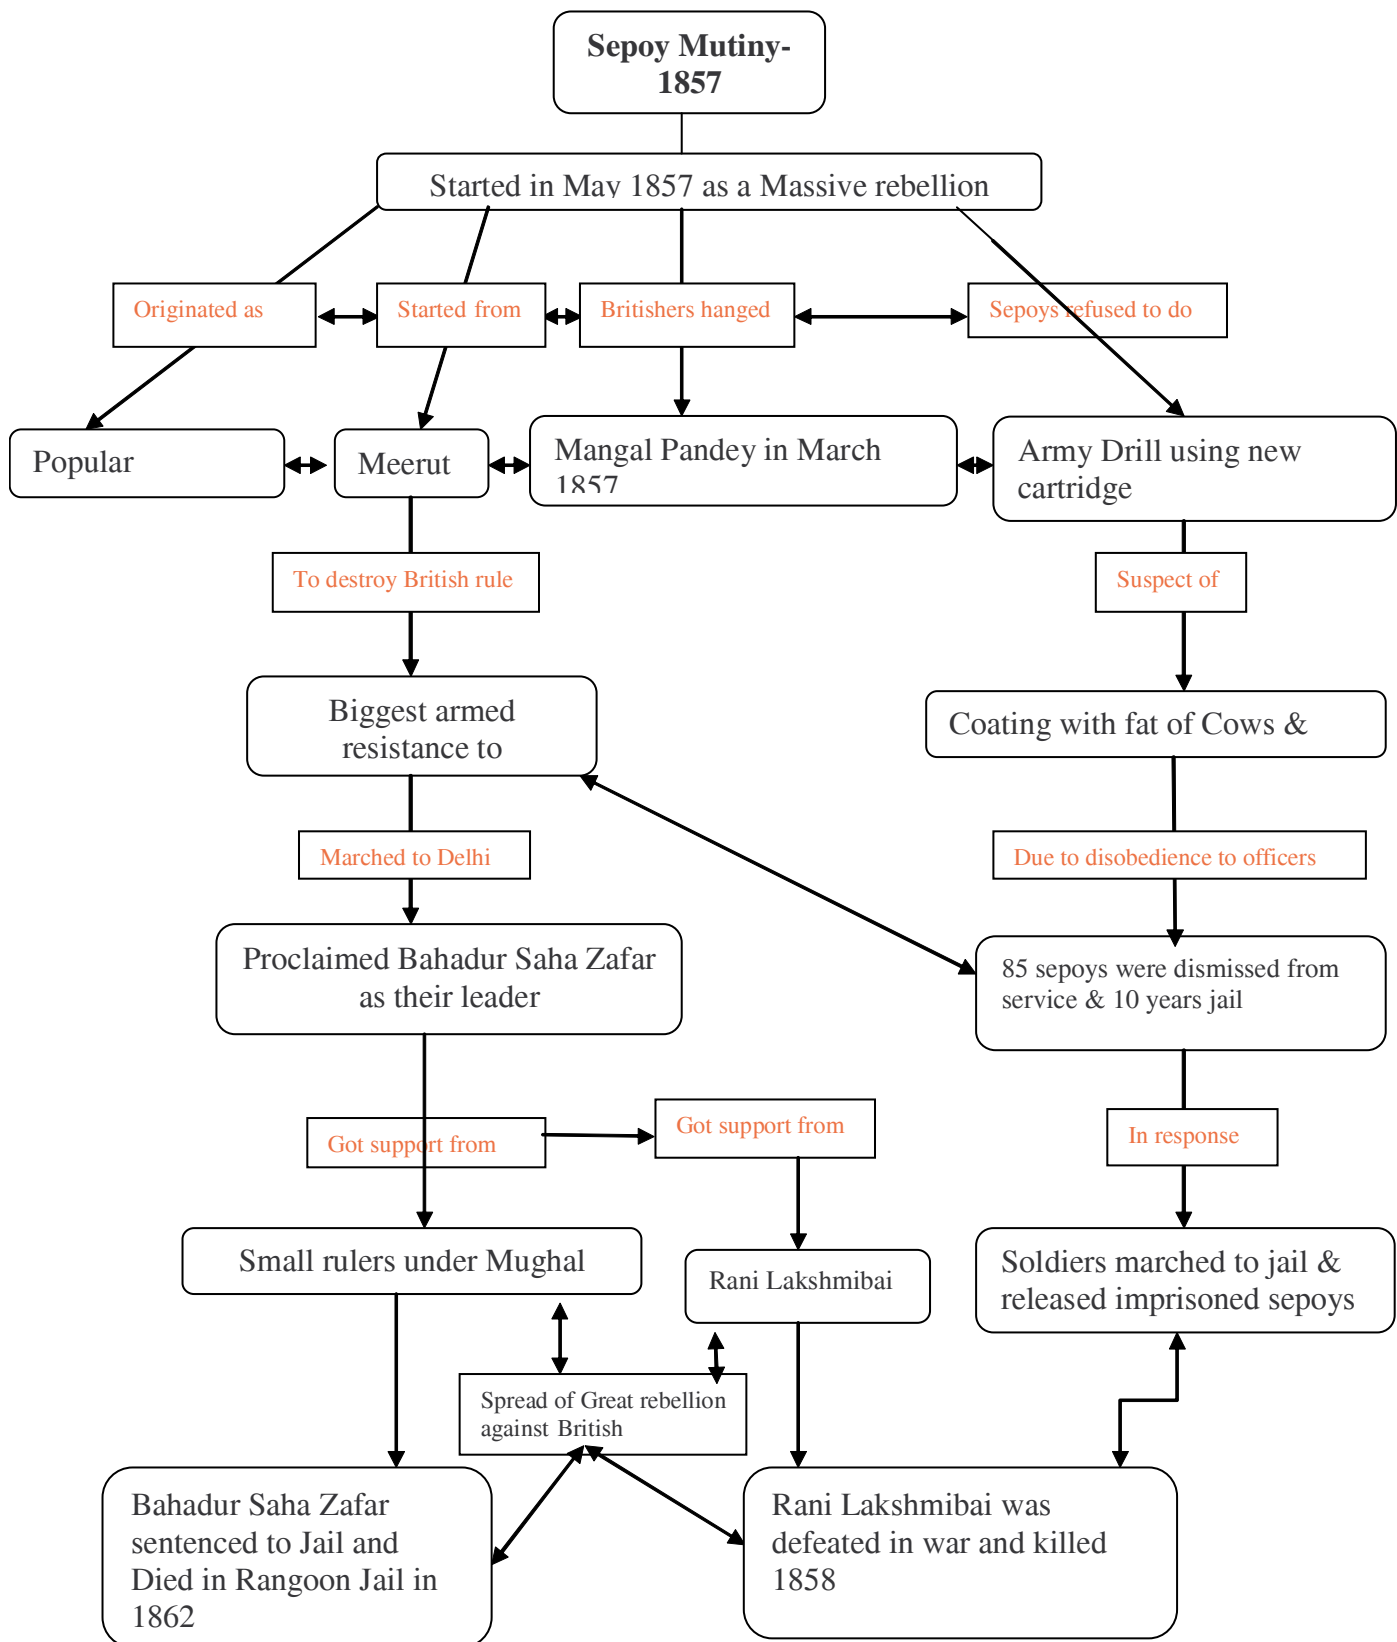 Sepoy Mutiny-
1857
Started in May 1857 as a Massive rebellion
Originated as
Started from
Britishers hanged
Sepoys refused to do
Popular
Meerut
Mangal Pandey in March
1857
Army Drill using new
cartridge
To destroy British rule
Suspect of
Biggest armed
resistance to
Coating with fat of Cows &
Marched to Delhi
Due to disobedience to officers
Proclaimed Bahadur Saha Zafar
as their leader
85 sepoys were dismissed from
service & 10 years jail
Got support from
Got support from
In response
Small rulers under Mughal
Rani Lakshmibai
Soldiers marched to jail &
released imprisoned sepoys
Spread of Great rebellion
against British
Bahadur Saha Zafar
sentenced to Jail and
Died in Rangoon Jail in
1862
Rani Lakshmibai was
defeated in war and killed
1858